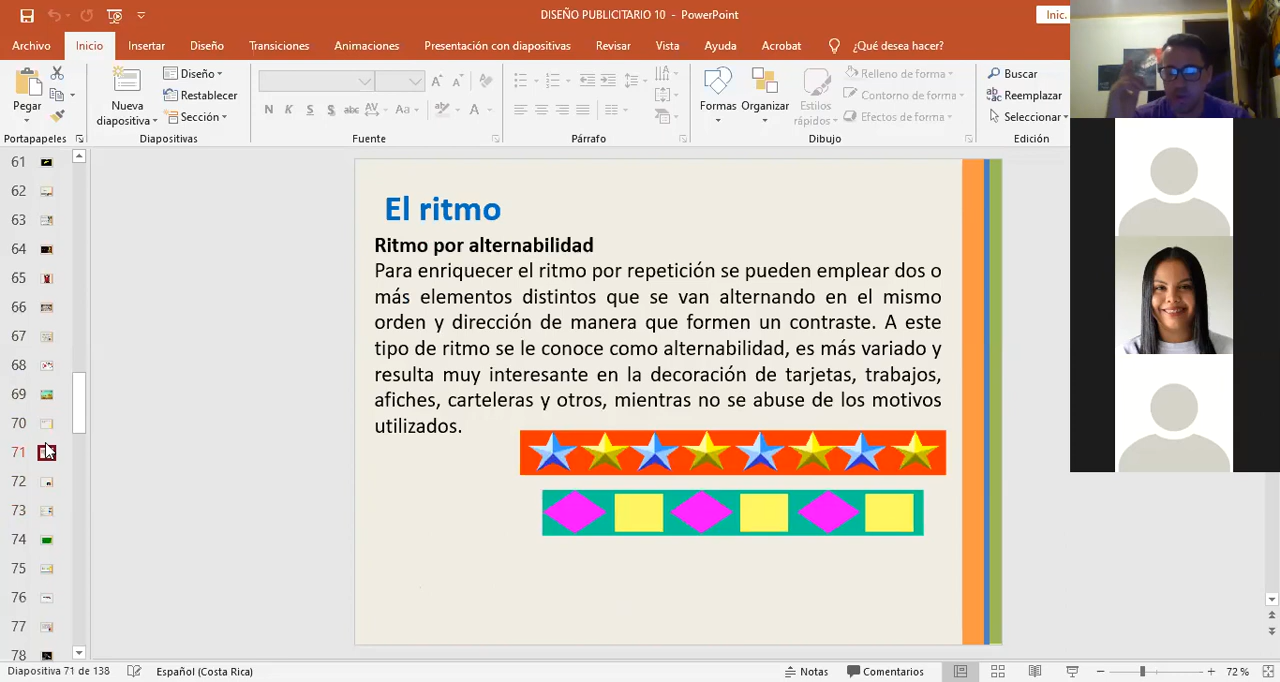 DISEÑO PUBLICITARIO 10 - PowerPoint
Inic.
Archivo Inicio Insertar Diseño Transiciones Animaciones Presentación con diapositivas Revisar Vista Ayuda Acrobat ¿Qué desea hacer?
Pegar
Nueva diapositiva
Diseño
Restablecer
Sección
N K S S abc AV Aa A
Formas Organizar Estilos rápidos
Relleno de forma
Contorno de forma
Efectos de forma
Buscar
Reemplazar
Seleccionar
Portapapeles Diapositivas Fuente Párrafo Dibujo Edición
61
62
63
64
65
66
67
68
69
70
71
72
73
74
75
76
77
78
El ritmo
Ritmo por alternabilidad
Para enriquecer el ritmo por repetición se pueden emplear dos o
más elementos distintos que se van alternando en el mismo
orden y dirección de manera que formen un contraste. A este
tipo de ritmo se le conoce como alternabilidad, es más variado y
resulta muy interesante en la decoración de tarjetas, trabajos,
afiches, carteleras y otros, mientras no se abuse de los motivos
utilizados.
Diapositiva 71 de 138 Español (Costa Rica) Notas Comentarios 72 %